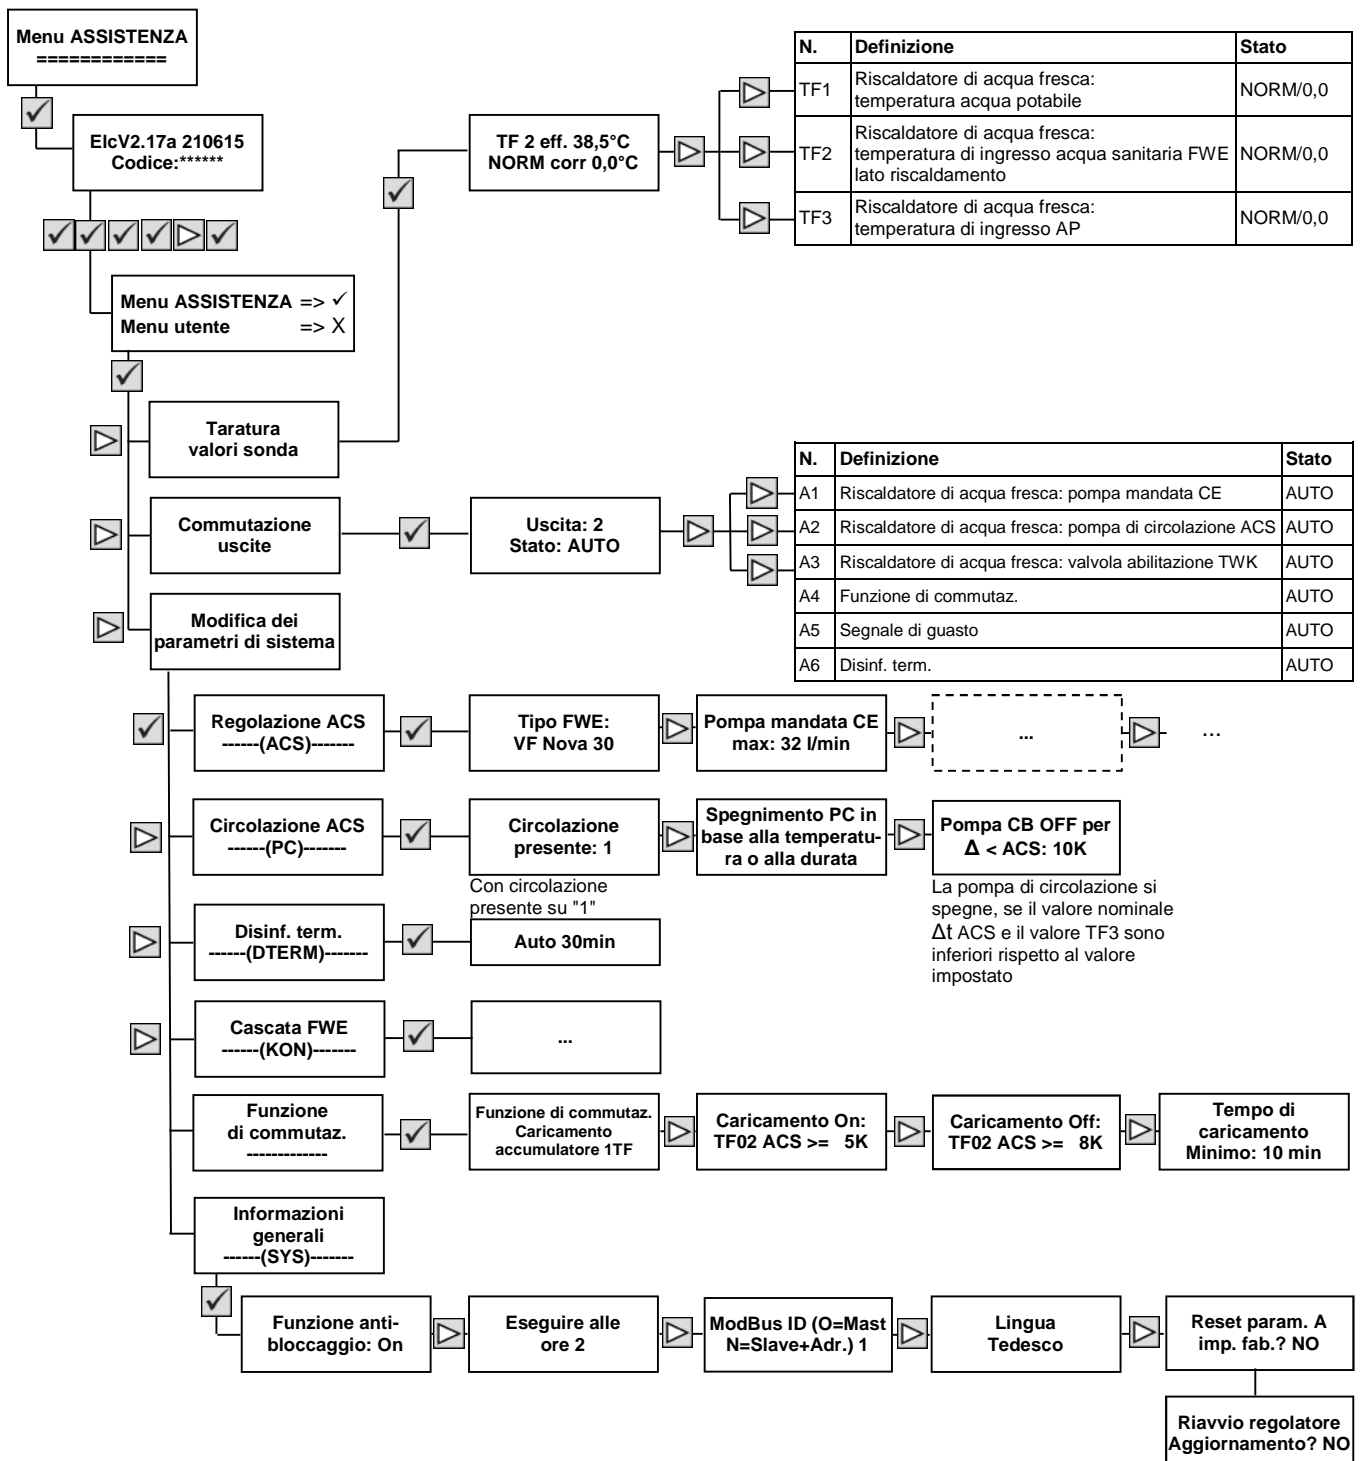 Menu ASSISTENZA
============
ElcV2.17a 210615
Codice:******
Menu ASSISTENZA => ✓
Menu utente => X
Taratura
valori sonda
TF 2 eff. 38,5°C
NORM corr 0,0°C
N. Definizione Stato
TF1 Riscaldatore di acqua fresca:
temperatura acqua potabile NORM/0,0
TF2 Riscaldatore di acqua fresca:
temperatura di ingresso acqua sanitaria FWE
lato riscaldamento NORM/0,0
TF3 Riscaldatore di acqua fresca:
temperatura di ingresso AP NORM/0,0
Commutazione
uscite
Uscita: 2
Stato: AUTO
N. Definizione Stato
A1 Riscaldatore di acqua fresca: pompa mandata CE AUTO
A2 Riscaldatore di acqua fresca: pompa di circolazione ACS AUTO
A3 Riscaldatore di acqua fresca: valvola abilitazione TWK AUTO
A4 Funzione di commutaz. AUTO
A5 Segnale di guasto AUTO
A6 Disinf. term. AUTO
Modifica dei
parametri di sistema
Regolazione ACS
------(ACS)-------
Tipo FWE:
VF Nova 30
Pompa mandata CE
max: 32 l/min
...
...
Circolazione ACS
------(PC)-------
Circolazione
presente: 1
Con circolazione
presente su "1"
Spegnimento PC in
base alla temperatu-
ra o alla durata
Pompa CB OFF per
Δ < ACS: 10K
La pompa di circolazione si
spegne, se il valore nominale
Δt ACS e il valore TF3 sono
inferiori rispetto al valore
impostato
Disinf. term.
------(DTERM)-------
Auto 30min
Cascata FWE
------(KON)-------
...
Funzione
di commutaz.
-------------
Funzione di commutaz.
Caricamento
accumulatore 1TF
Caricamento On:
TF02 ACS >= 5K
Caricamento Off:
TF02 ACS >= 8K
Tempo di
caricamento
Minimo: 10 min
Informazioni
generali
------(SYS)-------
Funzione anti-
bloccaggio: On
Eseguire alle
ore 2
ModBus ID (O=Mast
N=Slave+Adr.) 1
Lingua
Tedesco
Reset param. A
imp. fab.? NO
Riavvio regolatore
Aggiornamento? NO